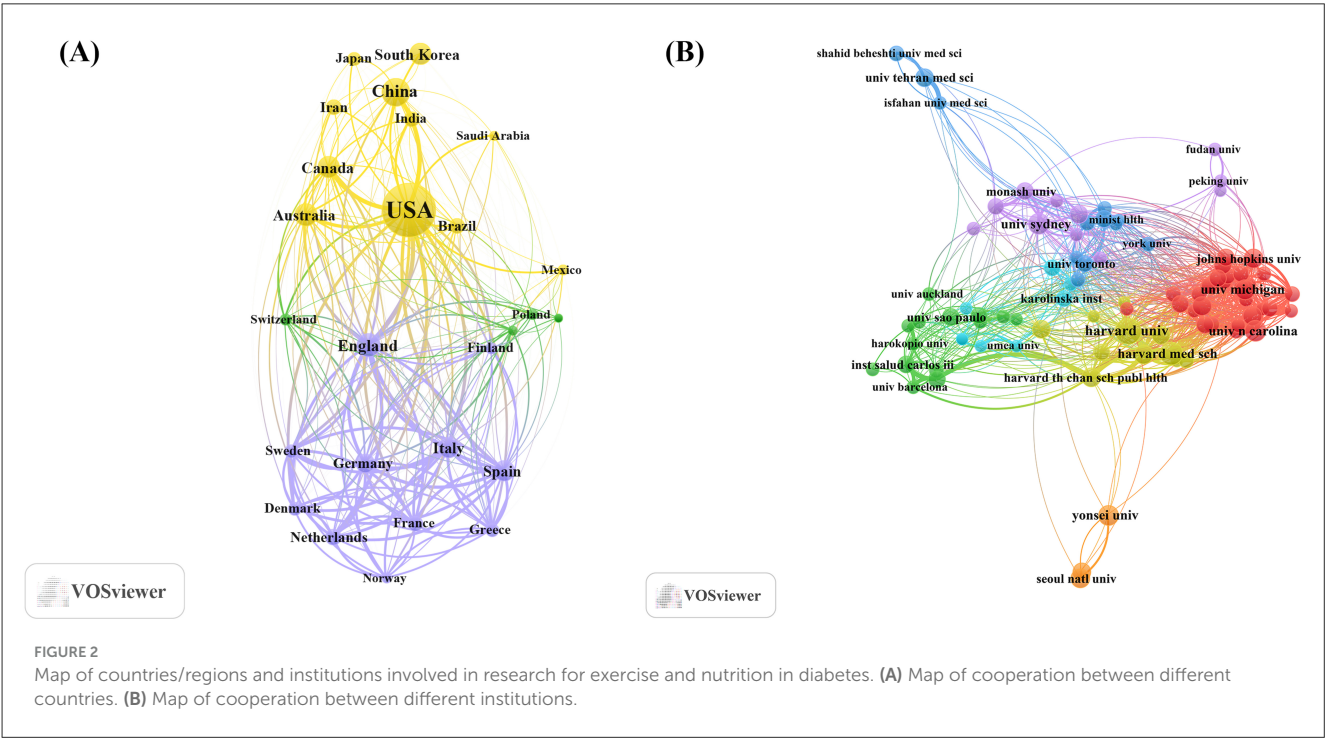 (A)
Japan
South Korea
China
Iran
India
Saudi Arabia
Canada
USA
Australia
Brazil
Mexico
Switzerland
Poland
England
Finland
Sweden
Italy
Germany
Spain
Denmark
France
Greece
Netherlands
Norway
VOSviewer
(B)
shahid beheshti univ med sci
univ tehran med sci
isfahan univ med sci
fudan univ
peking univ
monash univ
minist hlth
univ sydney
york univ
univ toronto
johns hopkins univ
univ michigan
univ auckland
karolinska inst
univ sao paulo
harvard univ
univ n carolina
harokopio univ
umea univ
harvard med sch
inst salud carlos iii
harvard th chan sch publ hlth
univ barcelona
yonsei univ
seoul natl univ
VOSviewer
FIGURE 2
Map of countries/regions and institutions involved in research for exercise and nutrition in diabetes. (A) Map of cooperation between different
countries. (B) Map of cooperation between different institutions.